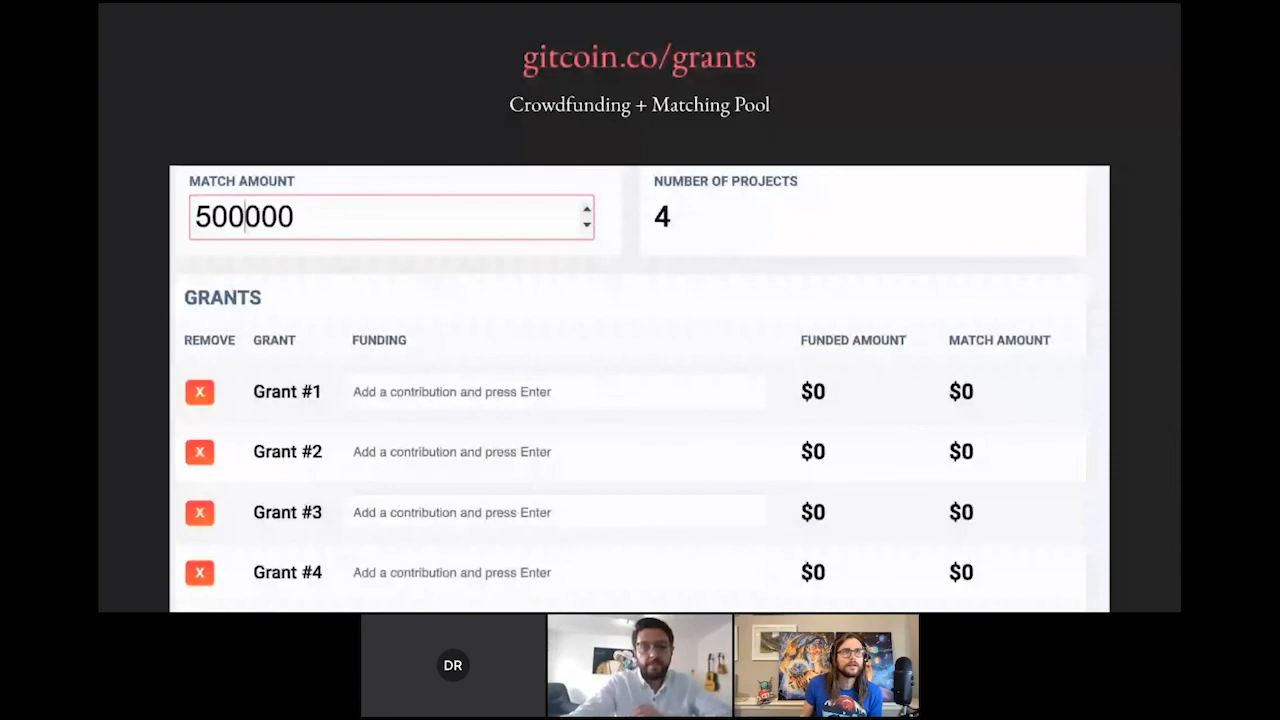 gitcoin.co/grants
Crowdfunding + Matching Pool
MATCH AMOUNT
500000
NUMBER OF PROJECTS
4
GRANTS
REMOVE GRANT FUNDING FUNDED AMOUNT MATCH AMOUNT
X Grant #1 Add a contribution and press Enter $0 $0
X Grant #2 Add a contribution and press Enter $0 $0
X Grant #3 Add a contribution and press Enter $0 $0
X Grant #4 Add a contribution and press Enter $0 $0
DR